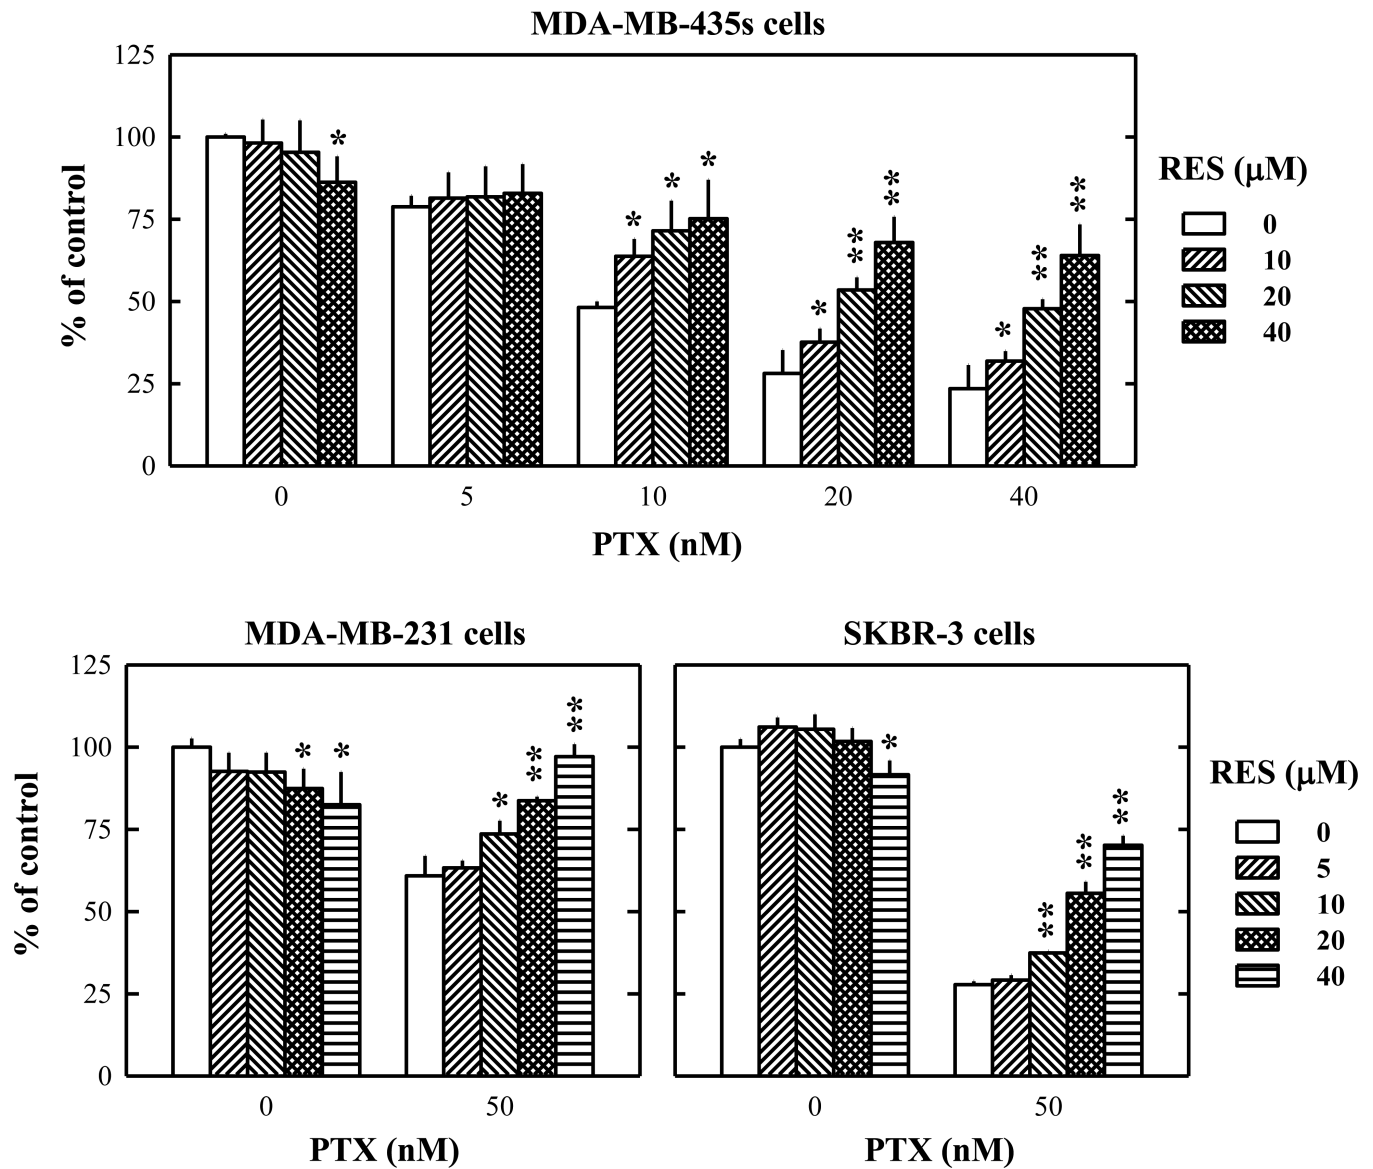 MDA-MB-435s cells
125
100
75
50
25
0
% of control
* * * * * ** ** * ** **
0 5 10 20 40
PTX (nM)
RES (μM)
0
10
20
40
MDA-MB-231 cells
125
100
75
50
25
0
% of control
* * * ** **
0 50
PTX (nM)
SKBR-3 cells
* ** ** **
0 50
PTX (nM)
RES (μM)
0
5
10
20
40